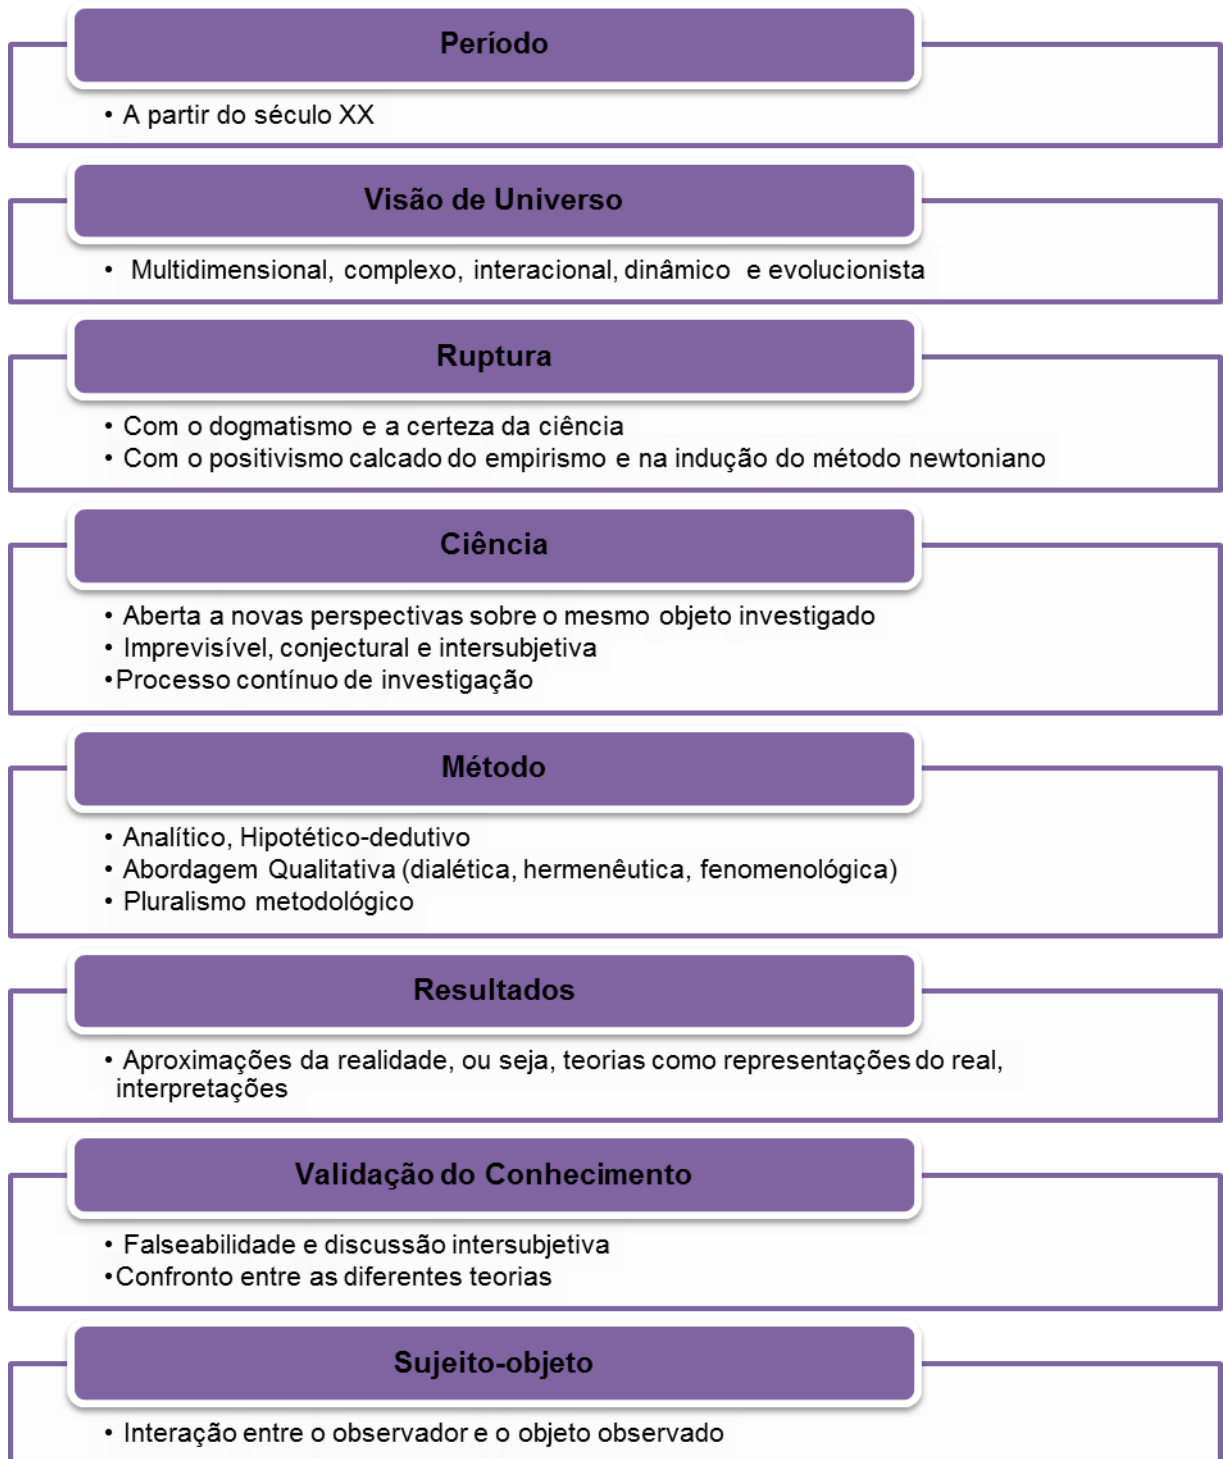 Período
• A partir do século XX
Visão de Universo
• Multidimensional, complexo, interacional, dinâmico e evolucionista
Ruptura
• Com o dogmatismo e a certeza da ciência
• Com o positivismo calcado do empirismo e na indução do método newtoniano
Ciência
• Aberta a novas perspectivas sobre o mesmo objeto investigado
• Imprevisível, conjectural e intersubjetiva
•Processo contínuo de investigação
Método
• Analítico, Hipotético-dedutivo
• Abordagem Qualitativa (dialética, hermenêutica, fenomenológica)
• Pluralismo metodológico
Resultados
• Aproximações da realidade, ou seja, teorias como representações do real,
interpretações
Validação do Conhecimento
• Falseabilidade e discussão intersubjetiva
•Confronto entre as diferentes teorias
Sujeito-objeto
• Interação entre o observador e o objeto observado